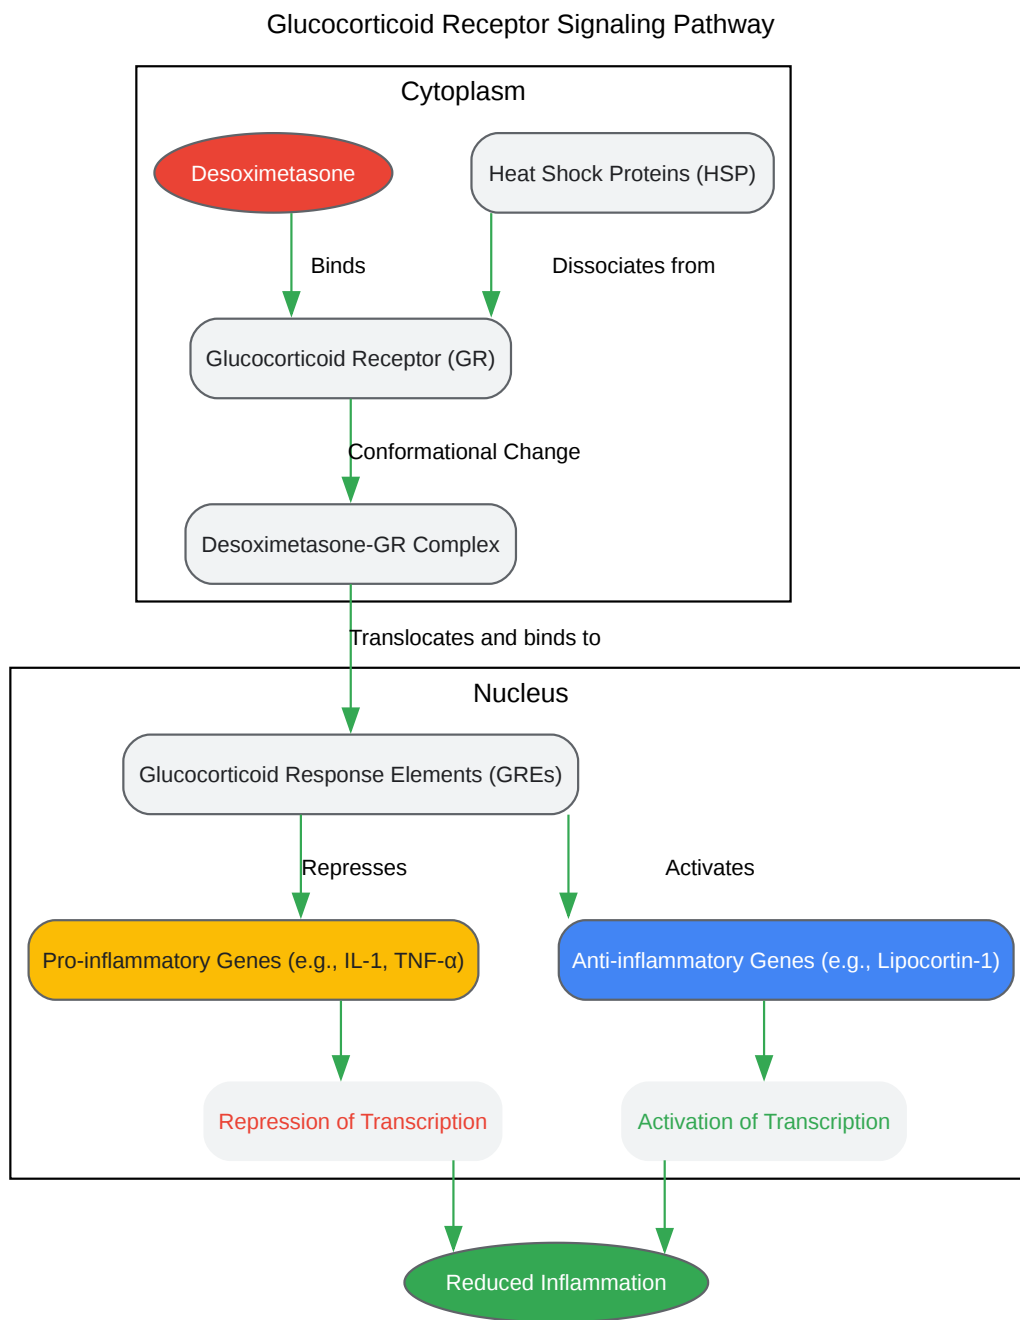 Glucocorticoid Receptor Signaling Pathway
Cytoplasm
Desoximetasone
Heat Shock Proteins (HSP)
Binds
Dissociates from
Glucocorticoid Receptor (GR)
Conformational Change
Desoximetasone-GR Complex
Translocates and binds to
Nucleus
Glucocorticoid Response Elements (GREs)
Represses
Activates
Pro-inflammatory Genes (e.g., IL-1, TNF-α)
Anti-inflammatory Genes (e.g., Lipocortin-1)
Repression of Transcription
Activation of Transcription
Reduced Inflammation